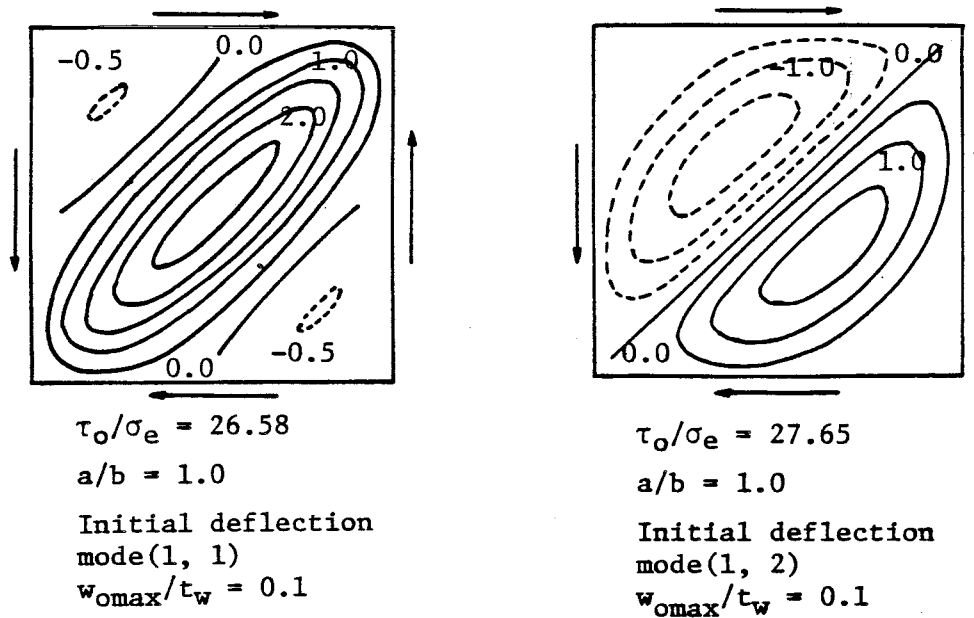 0.0
-0.5
1.0
2.0
-0.5
0.0
τo/σe = 26.58
a/b = 1.0
Initial deflection
mode(1, 1)
womax/tw = 0.1
0.0
-1.0
1.0
0.0
τo/σe = 27.65
a/b = 1.0
Initial deflection
mode(1, 2)
womax/tw = 0.1